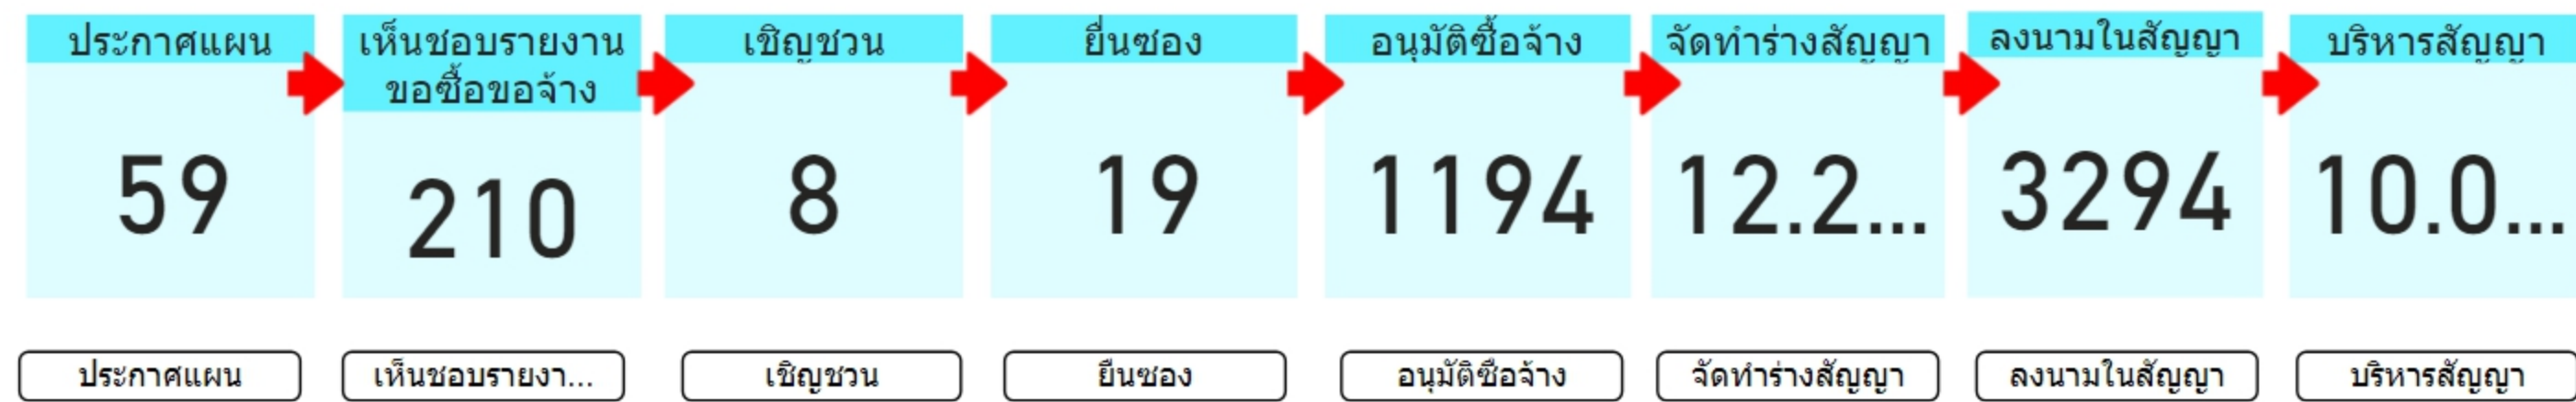 ประกาศแผน
59
เห็นชอบรายงาน
ขอซื้อขอจ้าง
210
เชิญชวน
8
ยื่นซอง
19
อนุมัติซื้อจ้าง
1194
จัดทำร่างสัญญา
12.2...
ลงนามในสัญญา
3294
บริหารสัญญา
10.0...
ประกาศแผน
เห็นชอบรายงา...
เชิญชวน
ยื่นซอง
อนุมัติซื้อจ้าง
จัดทำร่างสัญญา
ลงนามในสัญญา
บริหารสัญญา